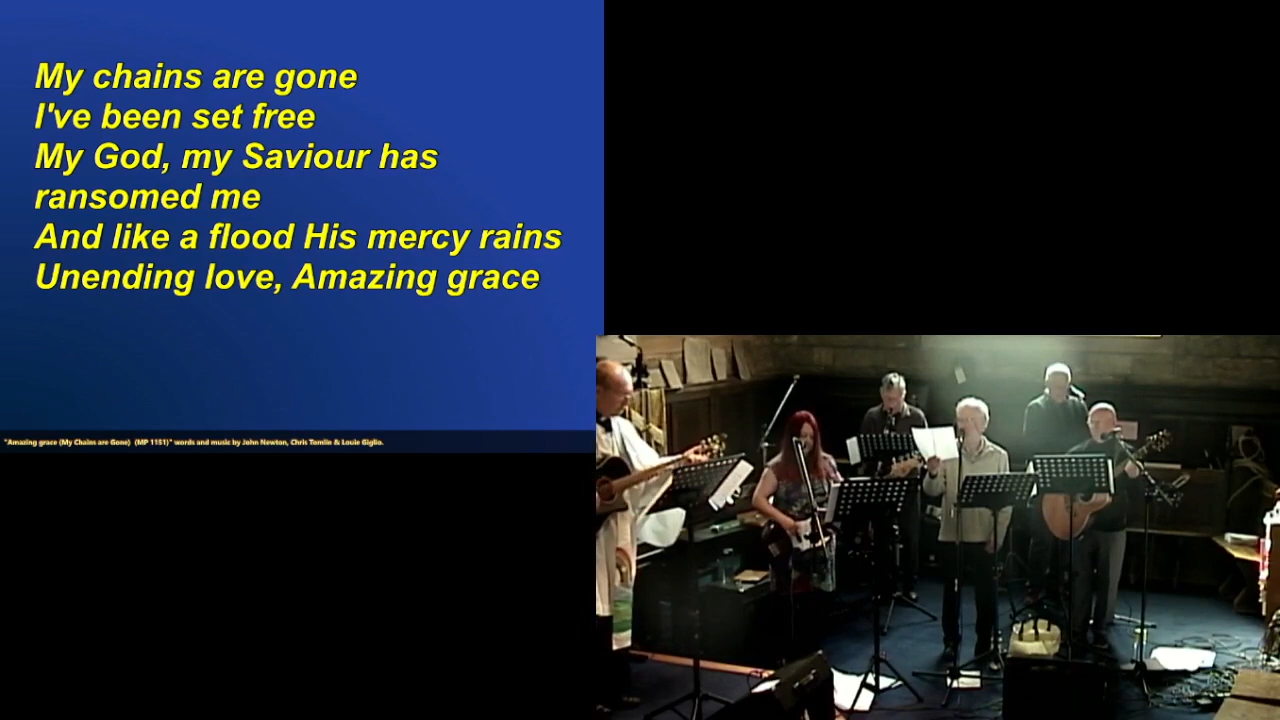 My chains are gone
I've been set free
My God, my Saviour has
ransomed me
And like a flood His mercy rains
Unending love, Amazing grace
"Amazing grace (My Chains are Gone) (MP 1151)" words and music by John Newton, Chris Tomlin & Louie Giglio.